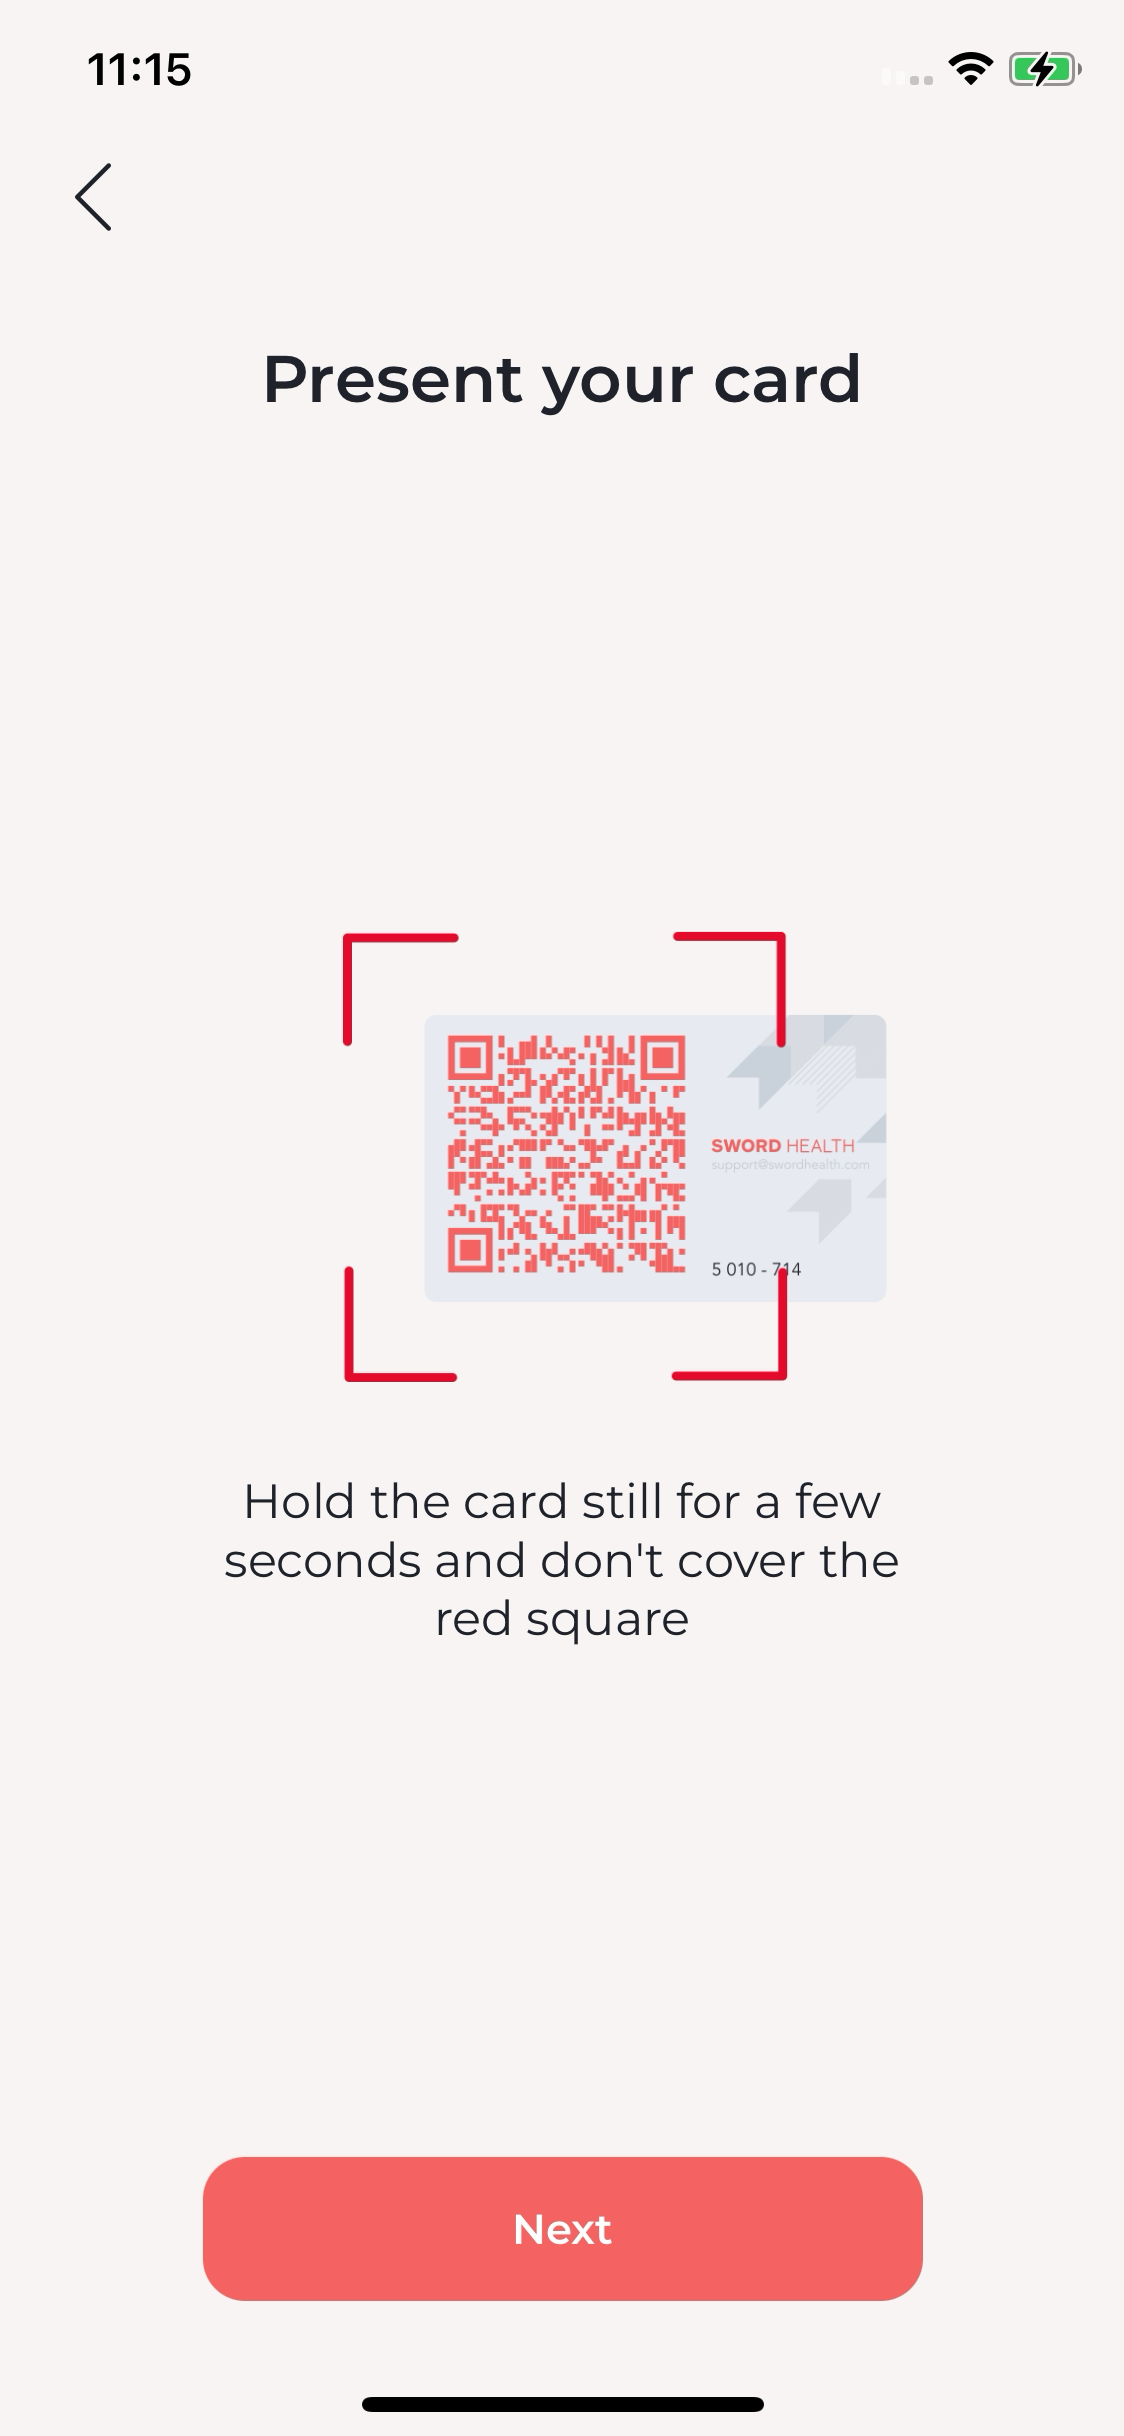 11:15
Present your card
SWORD HEALTH
support@swordhealth.com
5 010 - 714
Hold the card still for a few
seconds and don't cover the
red square
Next